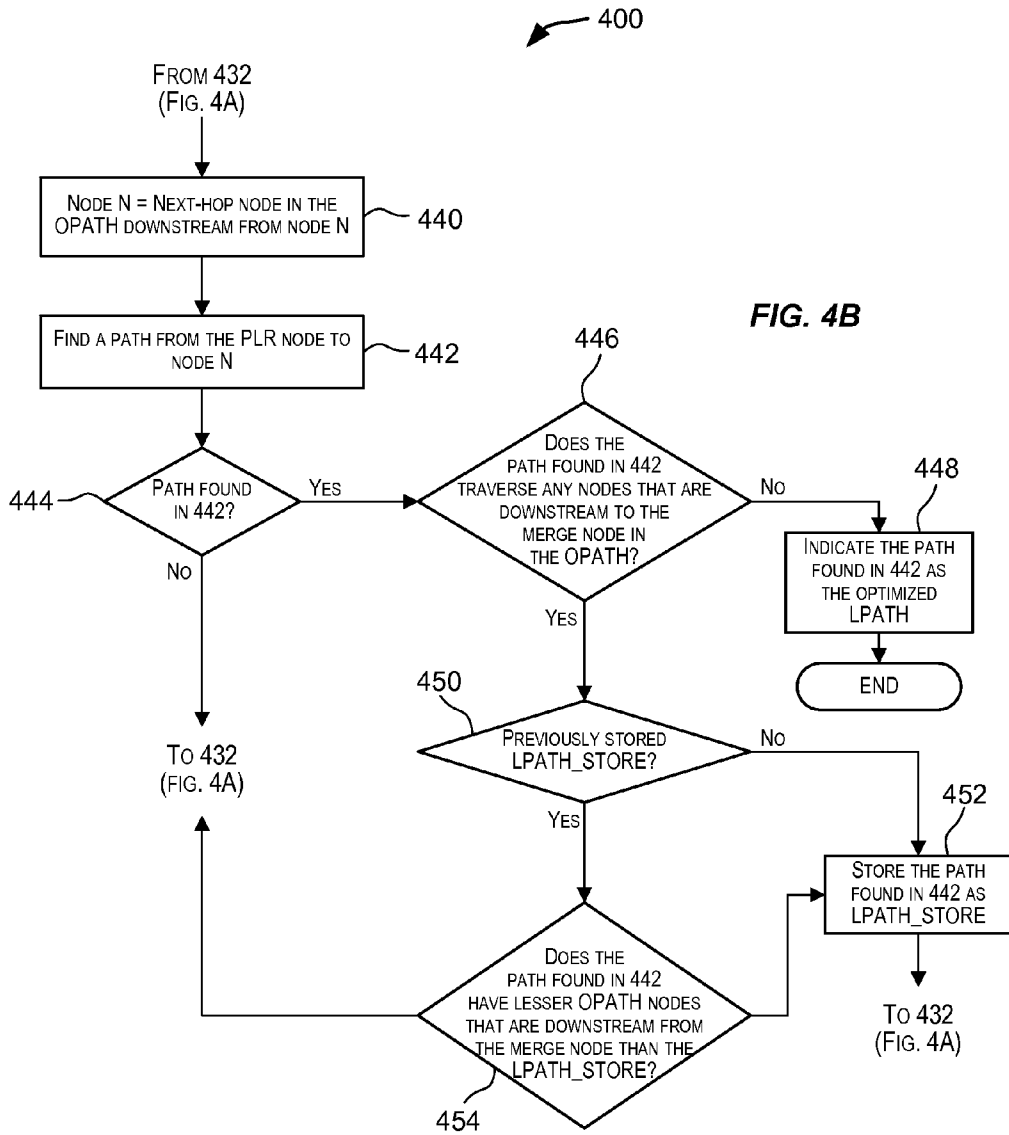 400
FROM 432
(FIG. 4A)
NODE N = NEXT-HOP NODE IN THE
OPATH DOWNSTREAM FROM NODE N
440
FIG. 4B
FIND A PATH FROM THE PLR NODE TO
NODE N
442
446
444
PATH FOUND
IN 442?
YES
NO
DOES THE
PATH FOUND IN 442
TRAVERSE ANY NODES THAT ARE
DOWNSTREAM TO THE
MERGE NODE IN
THE OPATH?
NO
YES
448
INDICATE THE PATH
FOUND IN 442 AS
THE OPTIMIZED
LPATH
END
450
PREVIOUSLY STORED
LPATH_STORE?
NO
YES
TO 432
(FIG. 4A)
452
STORE THE PATH
FOUND IN 442 AS
LPATH_STORE
DOES THE
PATH FOUND IN 442
HAVE LESSER OPATH NODES
THAT ARE DOWNSTREAM FROM
THE MERGE NODE THAN THE
LPATH_STORE?
454
TO 432
(FIG. 4A)